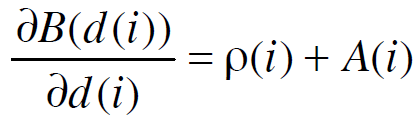 ∂B(d(i))/∂d(i) = ρ(i) + A(i)